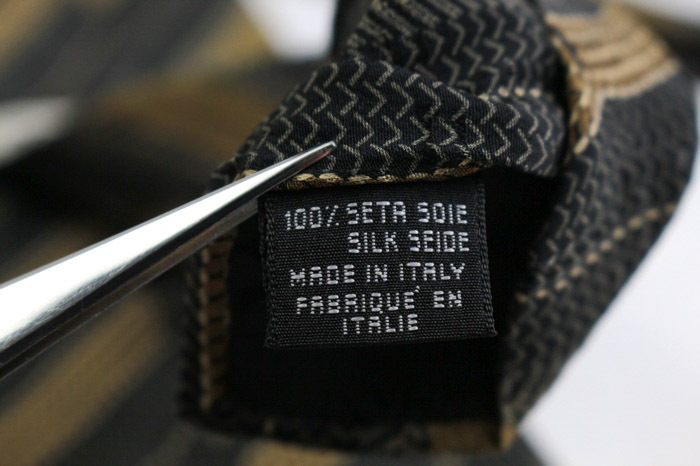 100% SETA SOIE
SILK SEIDE
MADE IN ITALY
FABRIQUE' EN
ITALIE